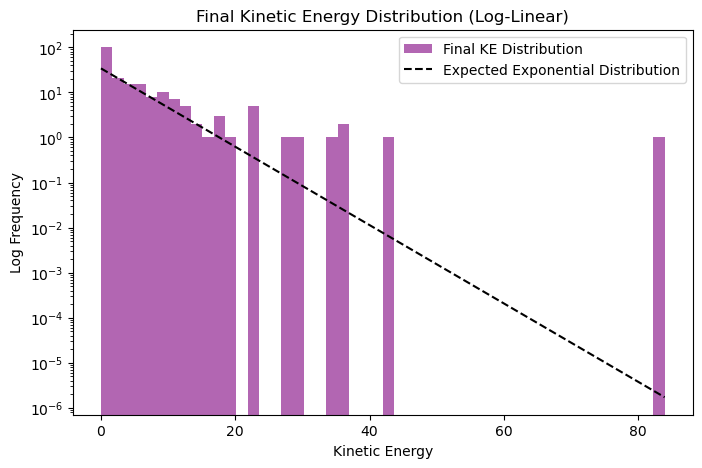 Final Kinetic Energy Distribution (Log-Linear)
Final KE Distribution
Expected Exponential Distribution
Log Frequency
10²
10¹
10⁰
10⁻¹
10⁻²
10⁻³
10⁻⁴
10⁻⁵
10⁻⁶
0 20 40 60 80
Kinetic Energy